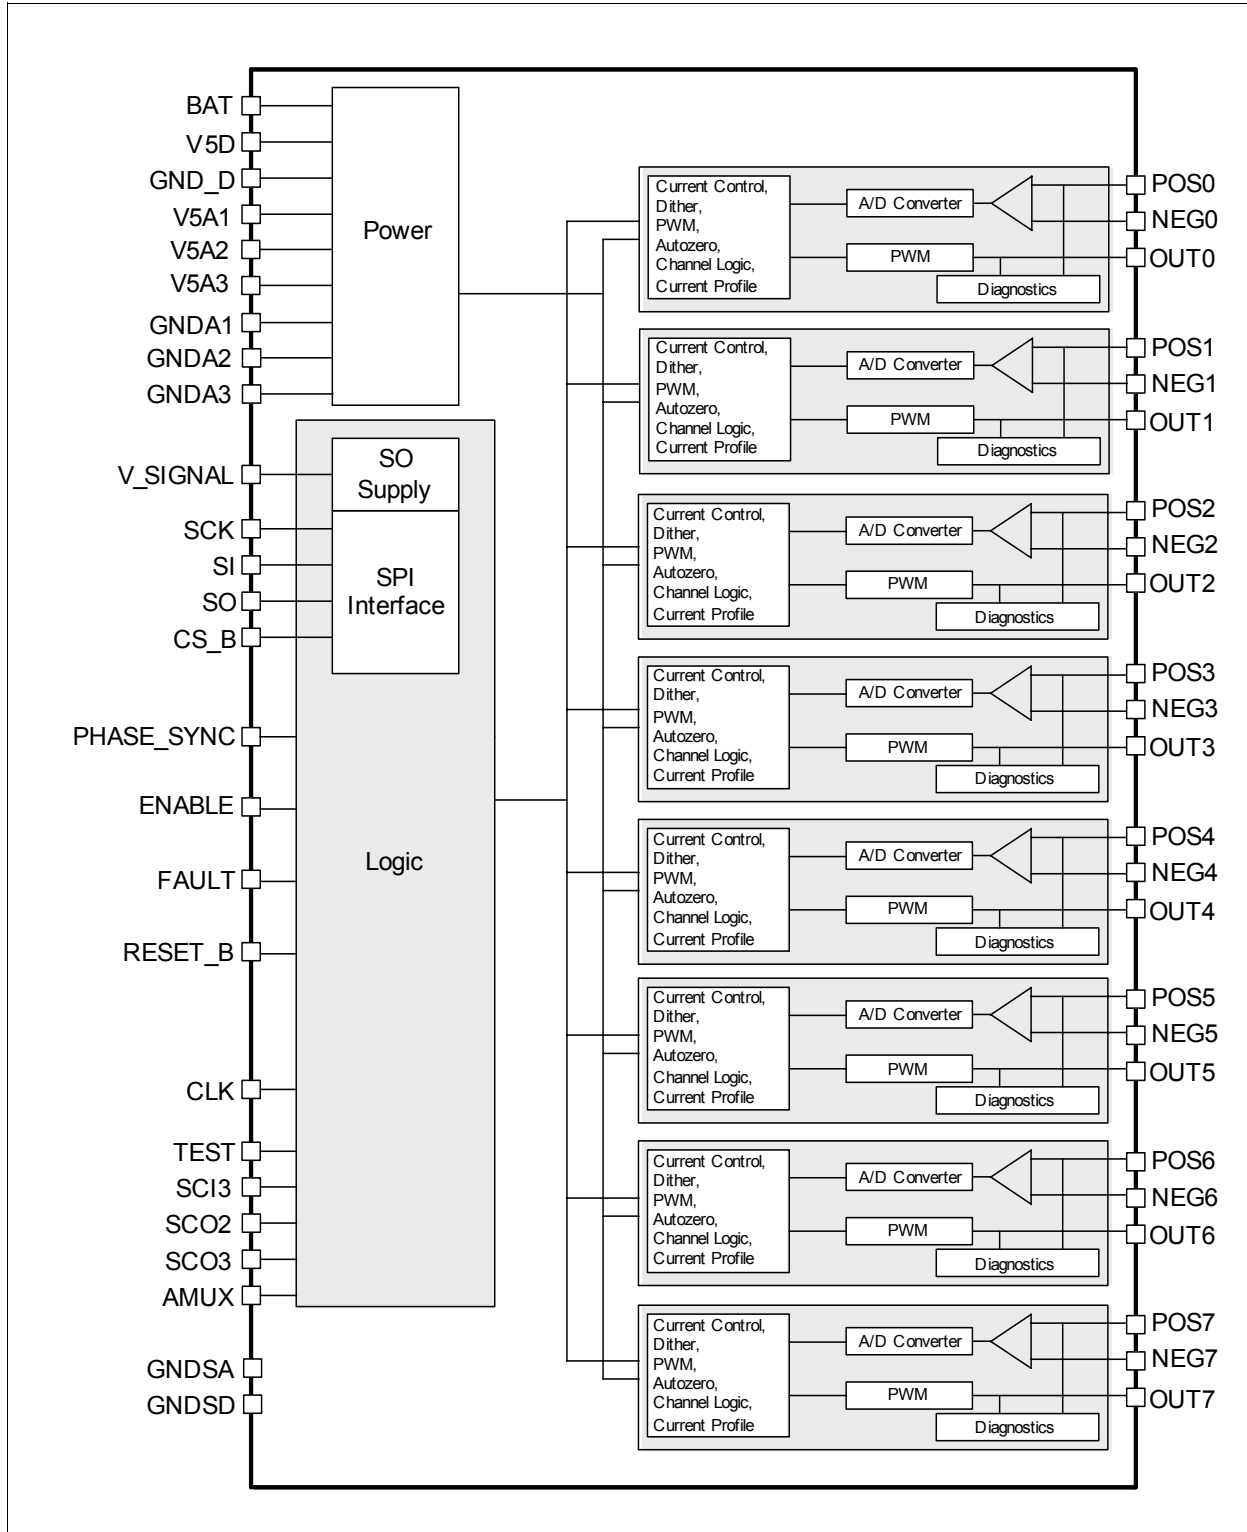 BAT
V5D
GND_D
V5A1
V5A2
V5A3
GNDA1
GNDA2
GNDA3
Power
V_SIGNAL
SCK
SI
SO
CS_B
SO
Supply
SPI
Interface
PHASE_SYNC
ENABLE
FAULT
RESET_B
CLK
TEST
SCI3
SCO2
SCO3
AMUX
Logic
GNDSA
GNDSD
Current Control,
Dither,
PWM,
Autozero,
Channel Logic,
Current Profile
A/D Converter
PWM
Diagnostics
POS0
NEG0
OUT0
Current Control,
Dither,
PWM,
Autozero,
Channel Logic,
Current Profile
A/D Converter
PWM
Diagnostics
POS1
NEG1
OUT1
Current Control,
Dither,
PWM,
Autozero,
Channel Logic,
Current Profile
A/D Converter
PWM
Diagnostics
POS2
NEG2
OUT2
Current Control,
Dither,
PWM,
Autozero,
Channel Logic,
Current Profile
A/D Converter
PWM
Diagnostics
POS3
NEG3
OUT3
Current Control,
Dither,
PWM,
Autozero,
Channel Logic,
Current Profile
A/D Converter
PWM
Diagnostics
POS4
NEG4
OUT4
Current Control,
Dither,
PWM,
Autozero,
Channel Logic,
Current Profile
A/D Converter
PWM
Diagnostics
POS5
NEG5
OUT5
Current Control,
Dither,
PWM,
Autozero,
Channel Logic,
Current Profile
A/D Converter
PWM
Diagnostics
POS6
NEG6
OUT6
Current Control,
Dither,
PWM,
Autozero,
Channel Logic,
Current Profile
A/D Converter
PWM
Diagnostics
POS7
NEG7
OUT7